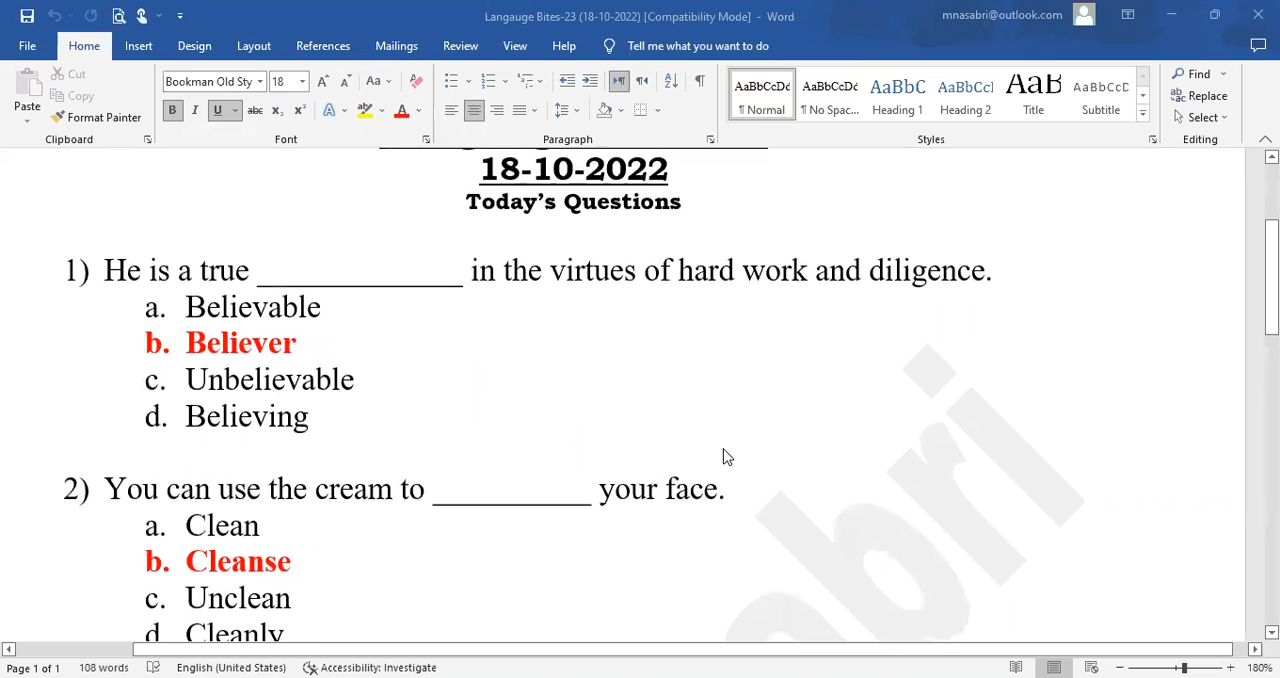 Langauge Bites-23 (18-10-2022) [Compatibility Mode] - Word
mnasabri@outlook.com
File Home Insert Design Layout References Mailings Review View Help Tell me what you want to do
Cut
Copy
Format Painter
Paste
Clipboard
Bookman Old Sty 18
Font
Paragraph
AaBbCcDc AaBbCcDc AaBbC AaBbCcI AaB AaBbCcD
¶ Normal ¶ No Spac... Heading 1 Heading 2 Title Subtitle
Styles
Find
Replace
Select
Editing
18-10-2022
Today's Questions
1) He is a true ____________ in the virtues of hard work and diligence.
a. Believable
b. Believer
c. Unbelievable
d. Believing
2) You can use the cream to __________ your face.
a. Clean
b. Cleanse
c. Unclean
d. Cleanly
abri
Page 1 of 1 108 words English (United States) Accessibility: Investigate 180%